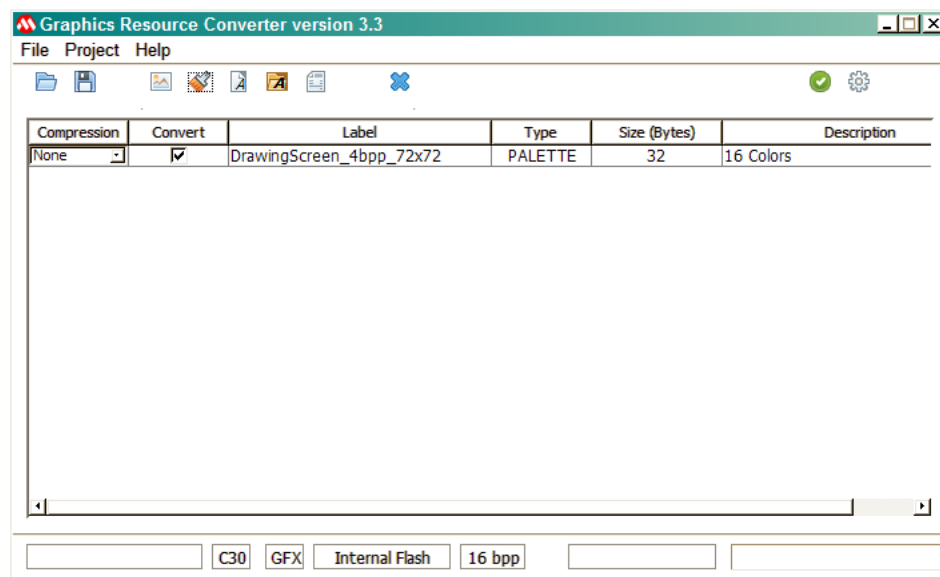 Graphics Resource Converter version 3.3
File Project Help
Compression Convert Label Type Size (Bytes) Description
None DrawingScreen_4bpp_72x72 PALETTE 32 16 Colors
C30 GFX Internal Flash 16 bpp